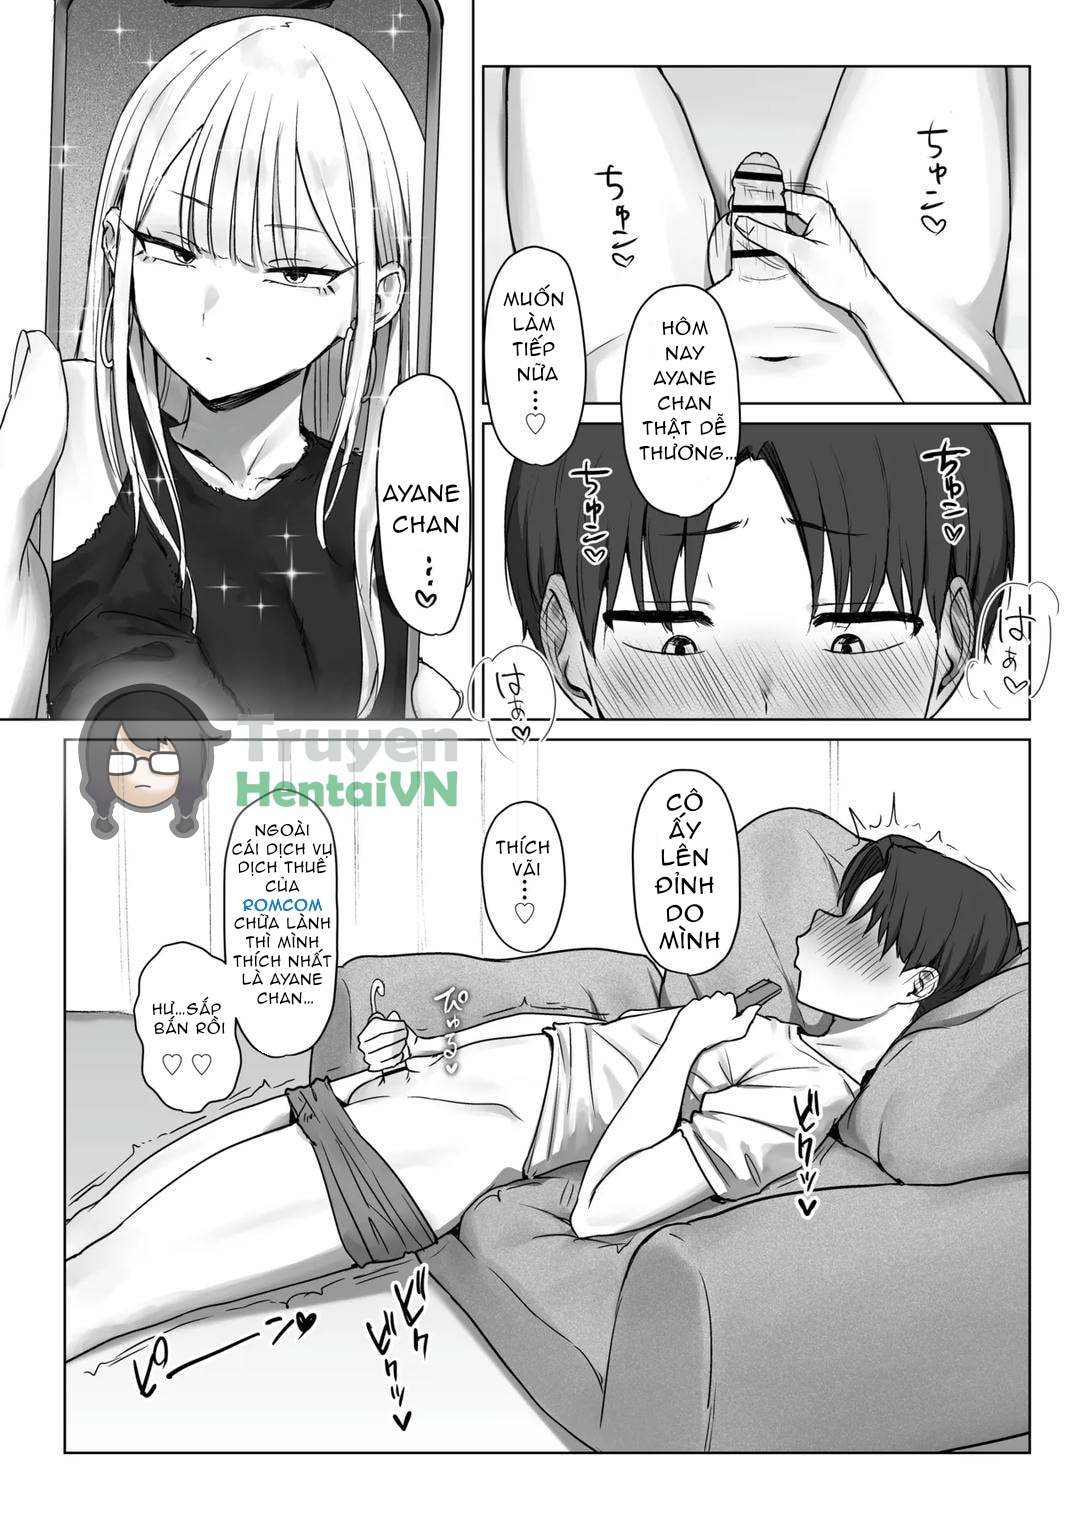 ちゅこ♡
ちゅこ♡
HÔM
NAY
AYANE
CHAN
THẬT DỄ
THƯƠNG...
MUỐN
LÀM
TIẾP
NỮA
...
♡
ちゅこ♡
ちゅこ♡
はぁ♡
はぁ♡
AYANE
CHAN
...
♡
Truyen
HentaiVN
CÔ
ẤY
LÊN
ĐỈNH
DO
MÌNH
THÍCH
VÃI
...
♡
NGOÀI
CÁI DỊCH VỤ
DỊCH THUÊ
CỦA
ROMCOM
CHỮA LÀNH
THÌ MÌNH
THÍCH NHẤT
LÀ AYANE
CHAN...
HƯ...SẮP
BẮN RỒI
♡ ♡
ぴゅるっ♡
ビクッ♥
ビクビクッ♥
ピーーン♥